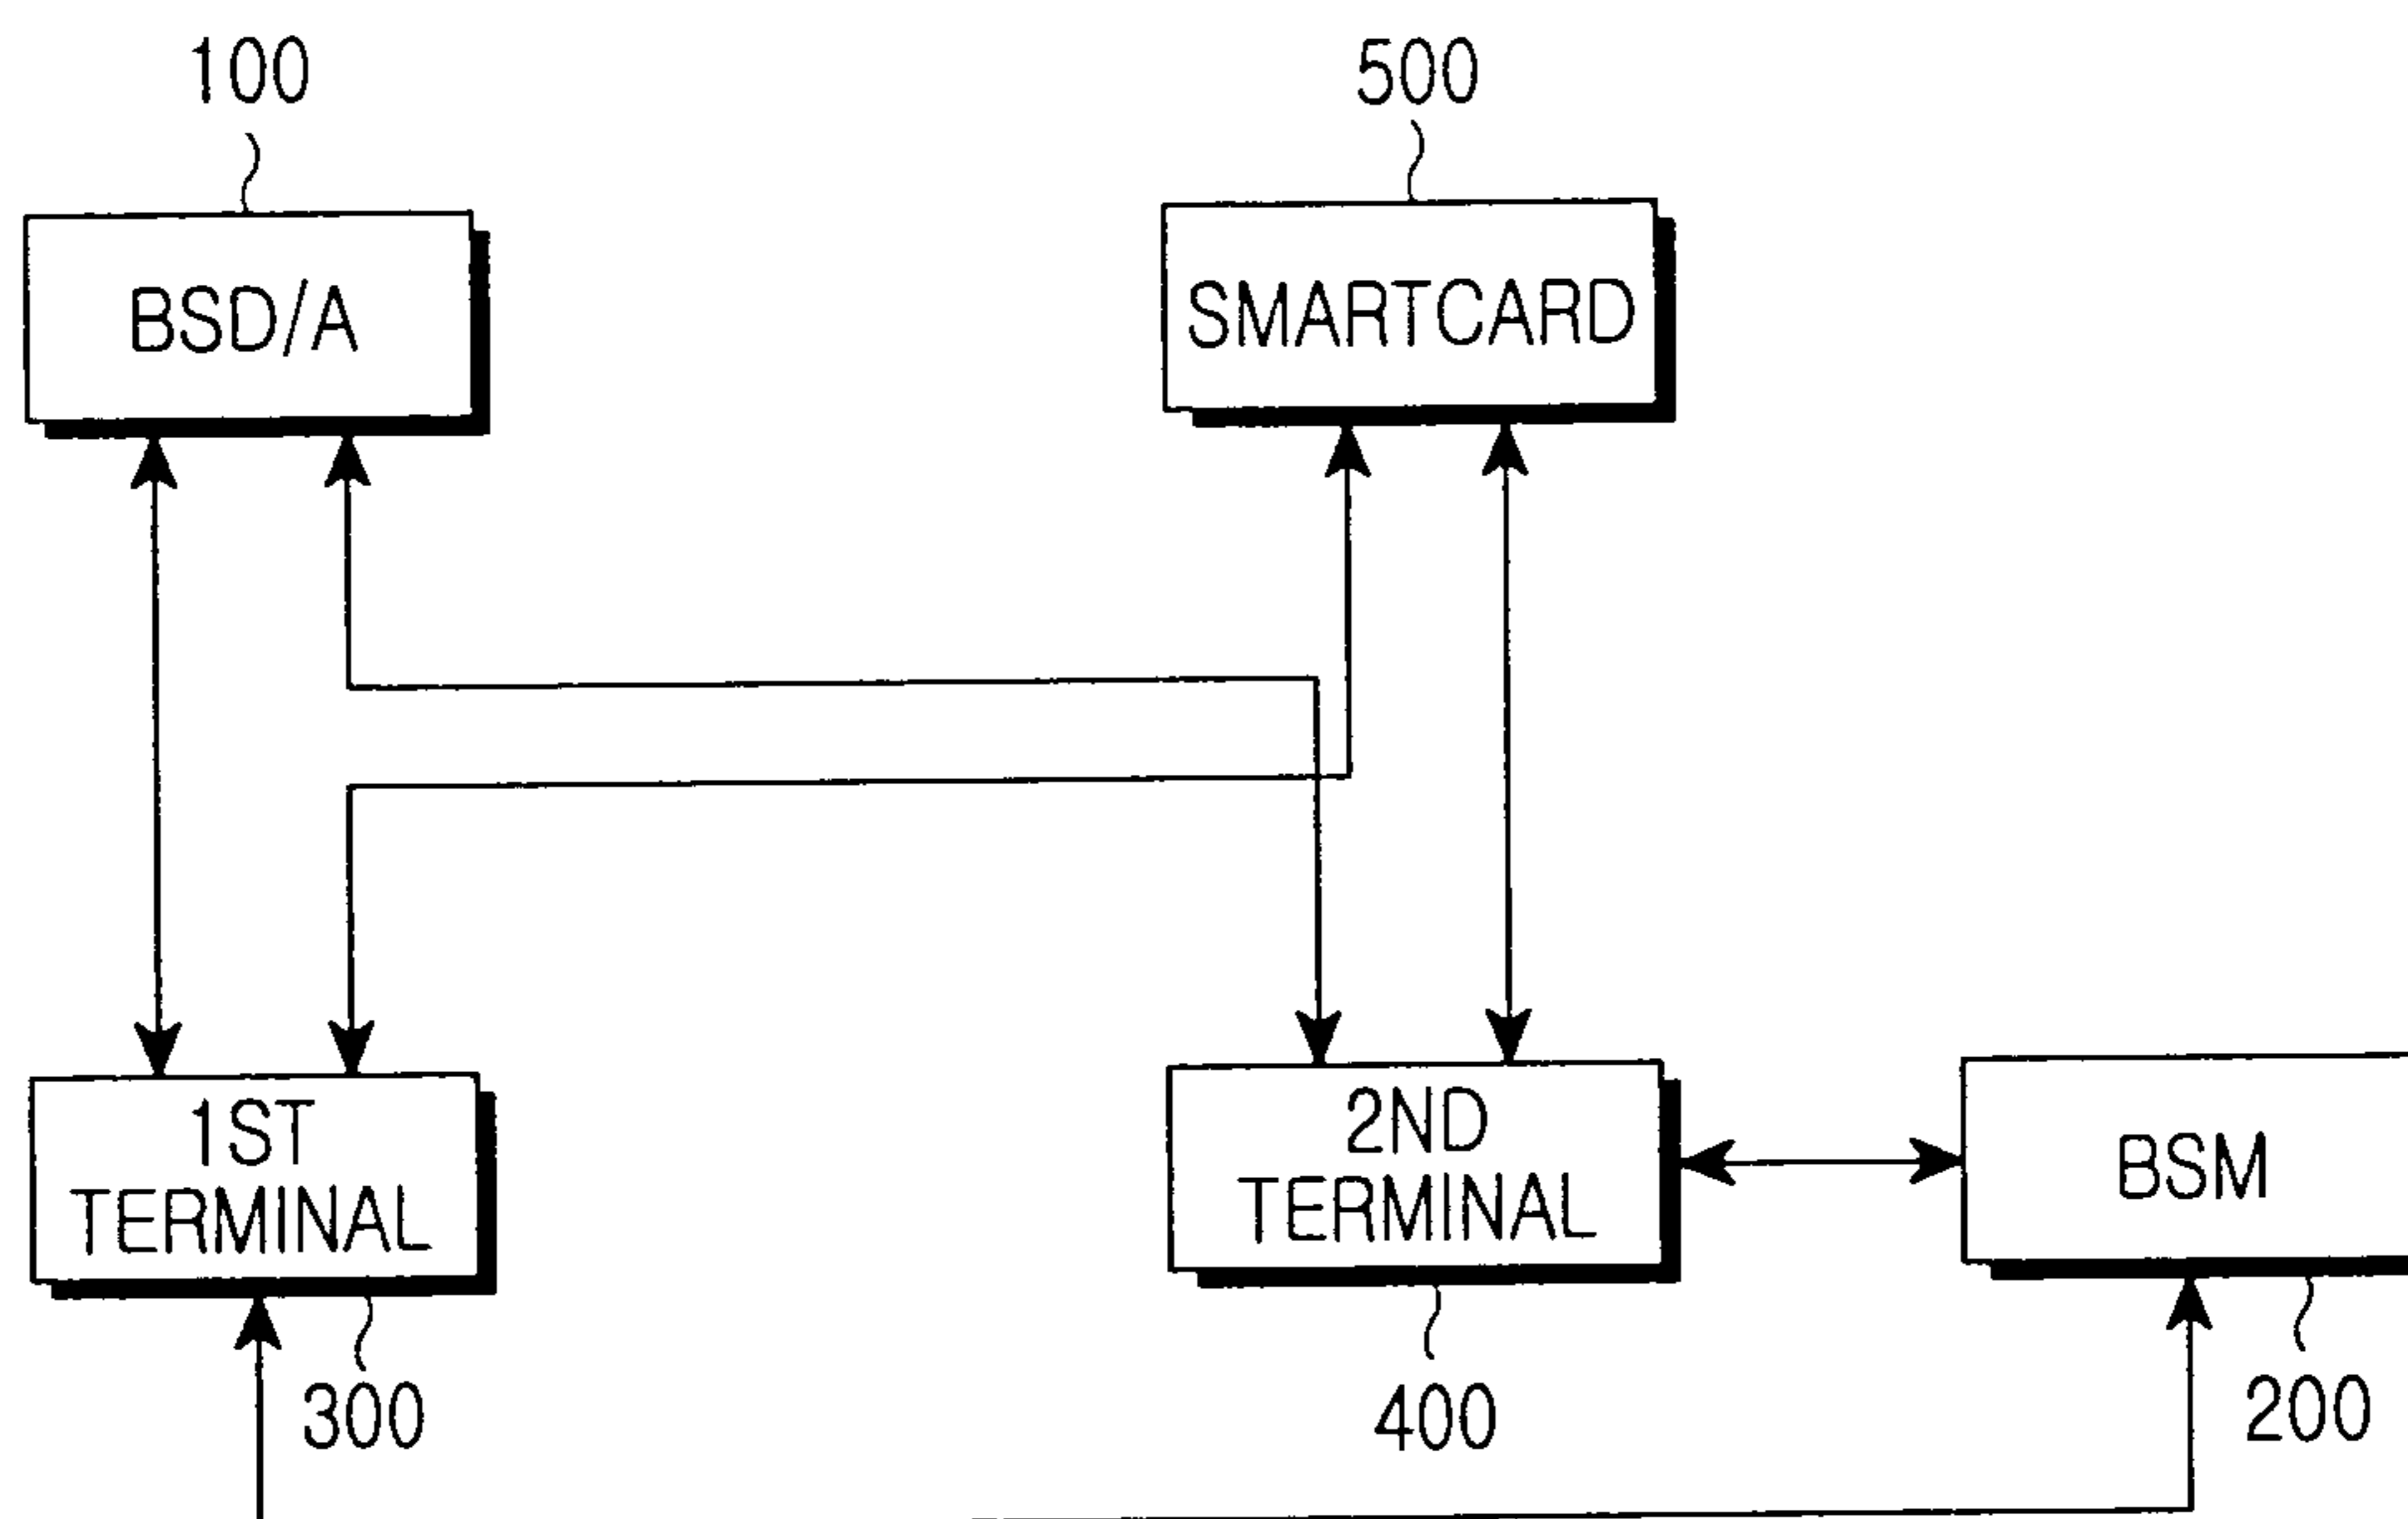 100
500
BSD/A
SMARTCARD
1ST
TERMINAL
2ND
TERMINAL
BSM
300
400
200